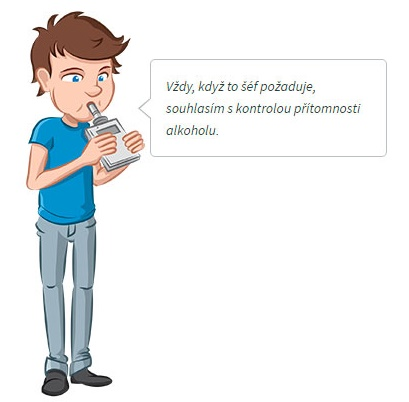 Vždy, když to šéf požaduje,
souhlasím s kontrolou přítomnosti
alkoholu.